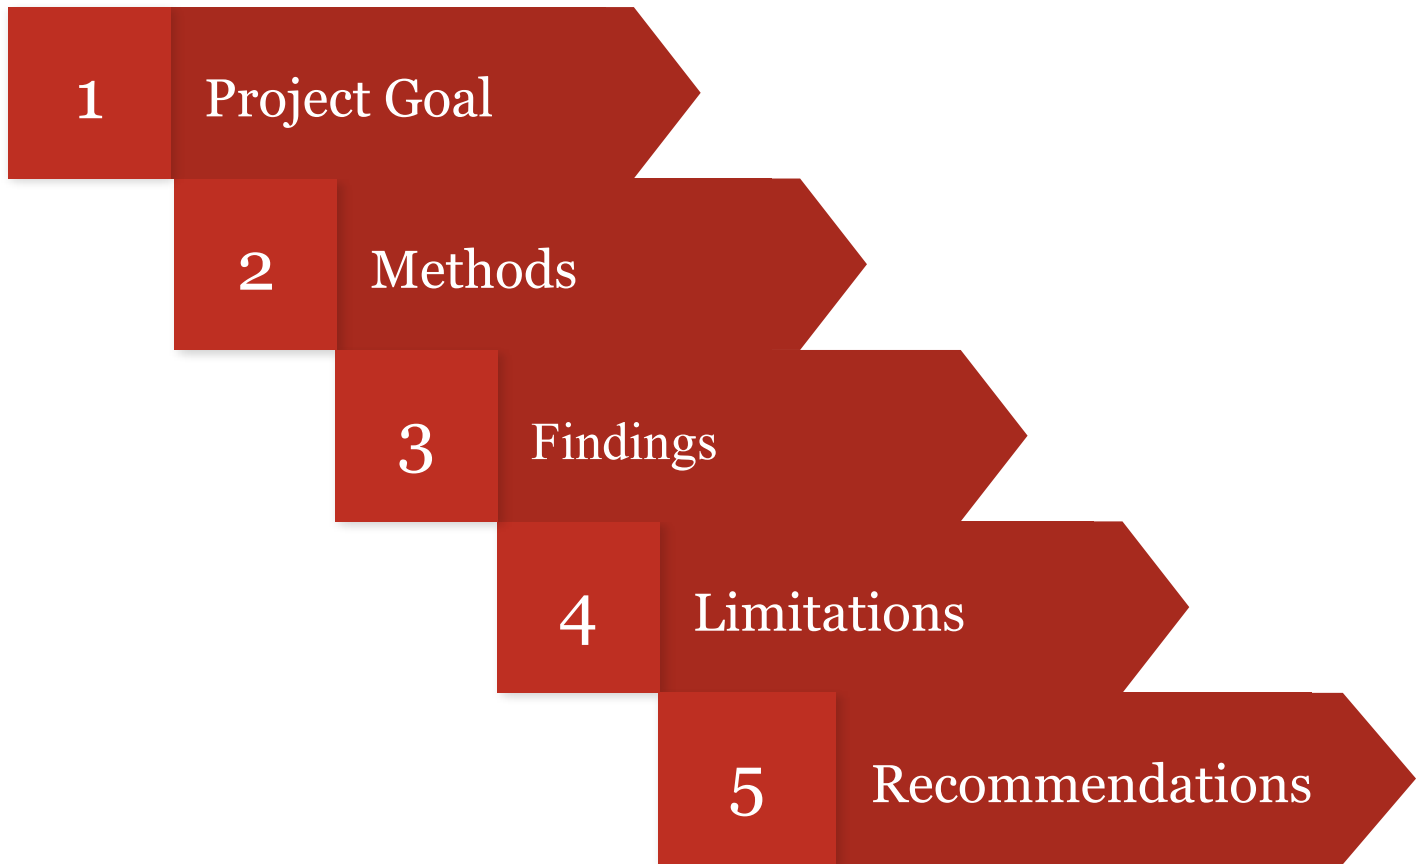 1 Project Goal
2 Methods
3 Findings
4 Limitations
5 Recommendations